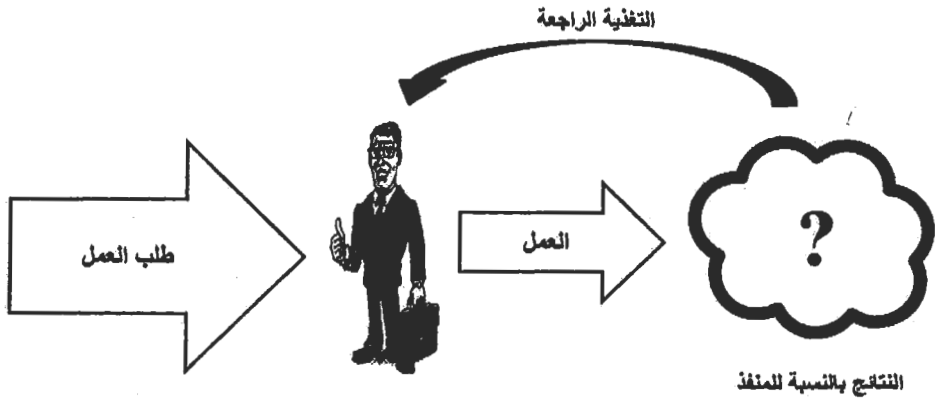 التغذية الراجعة
طلب العمل
العمل
?
النتائج بالنسبة للمنفذ